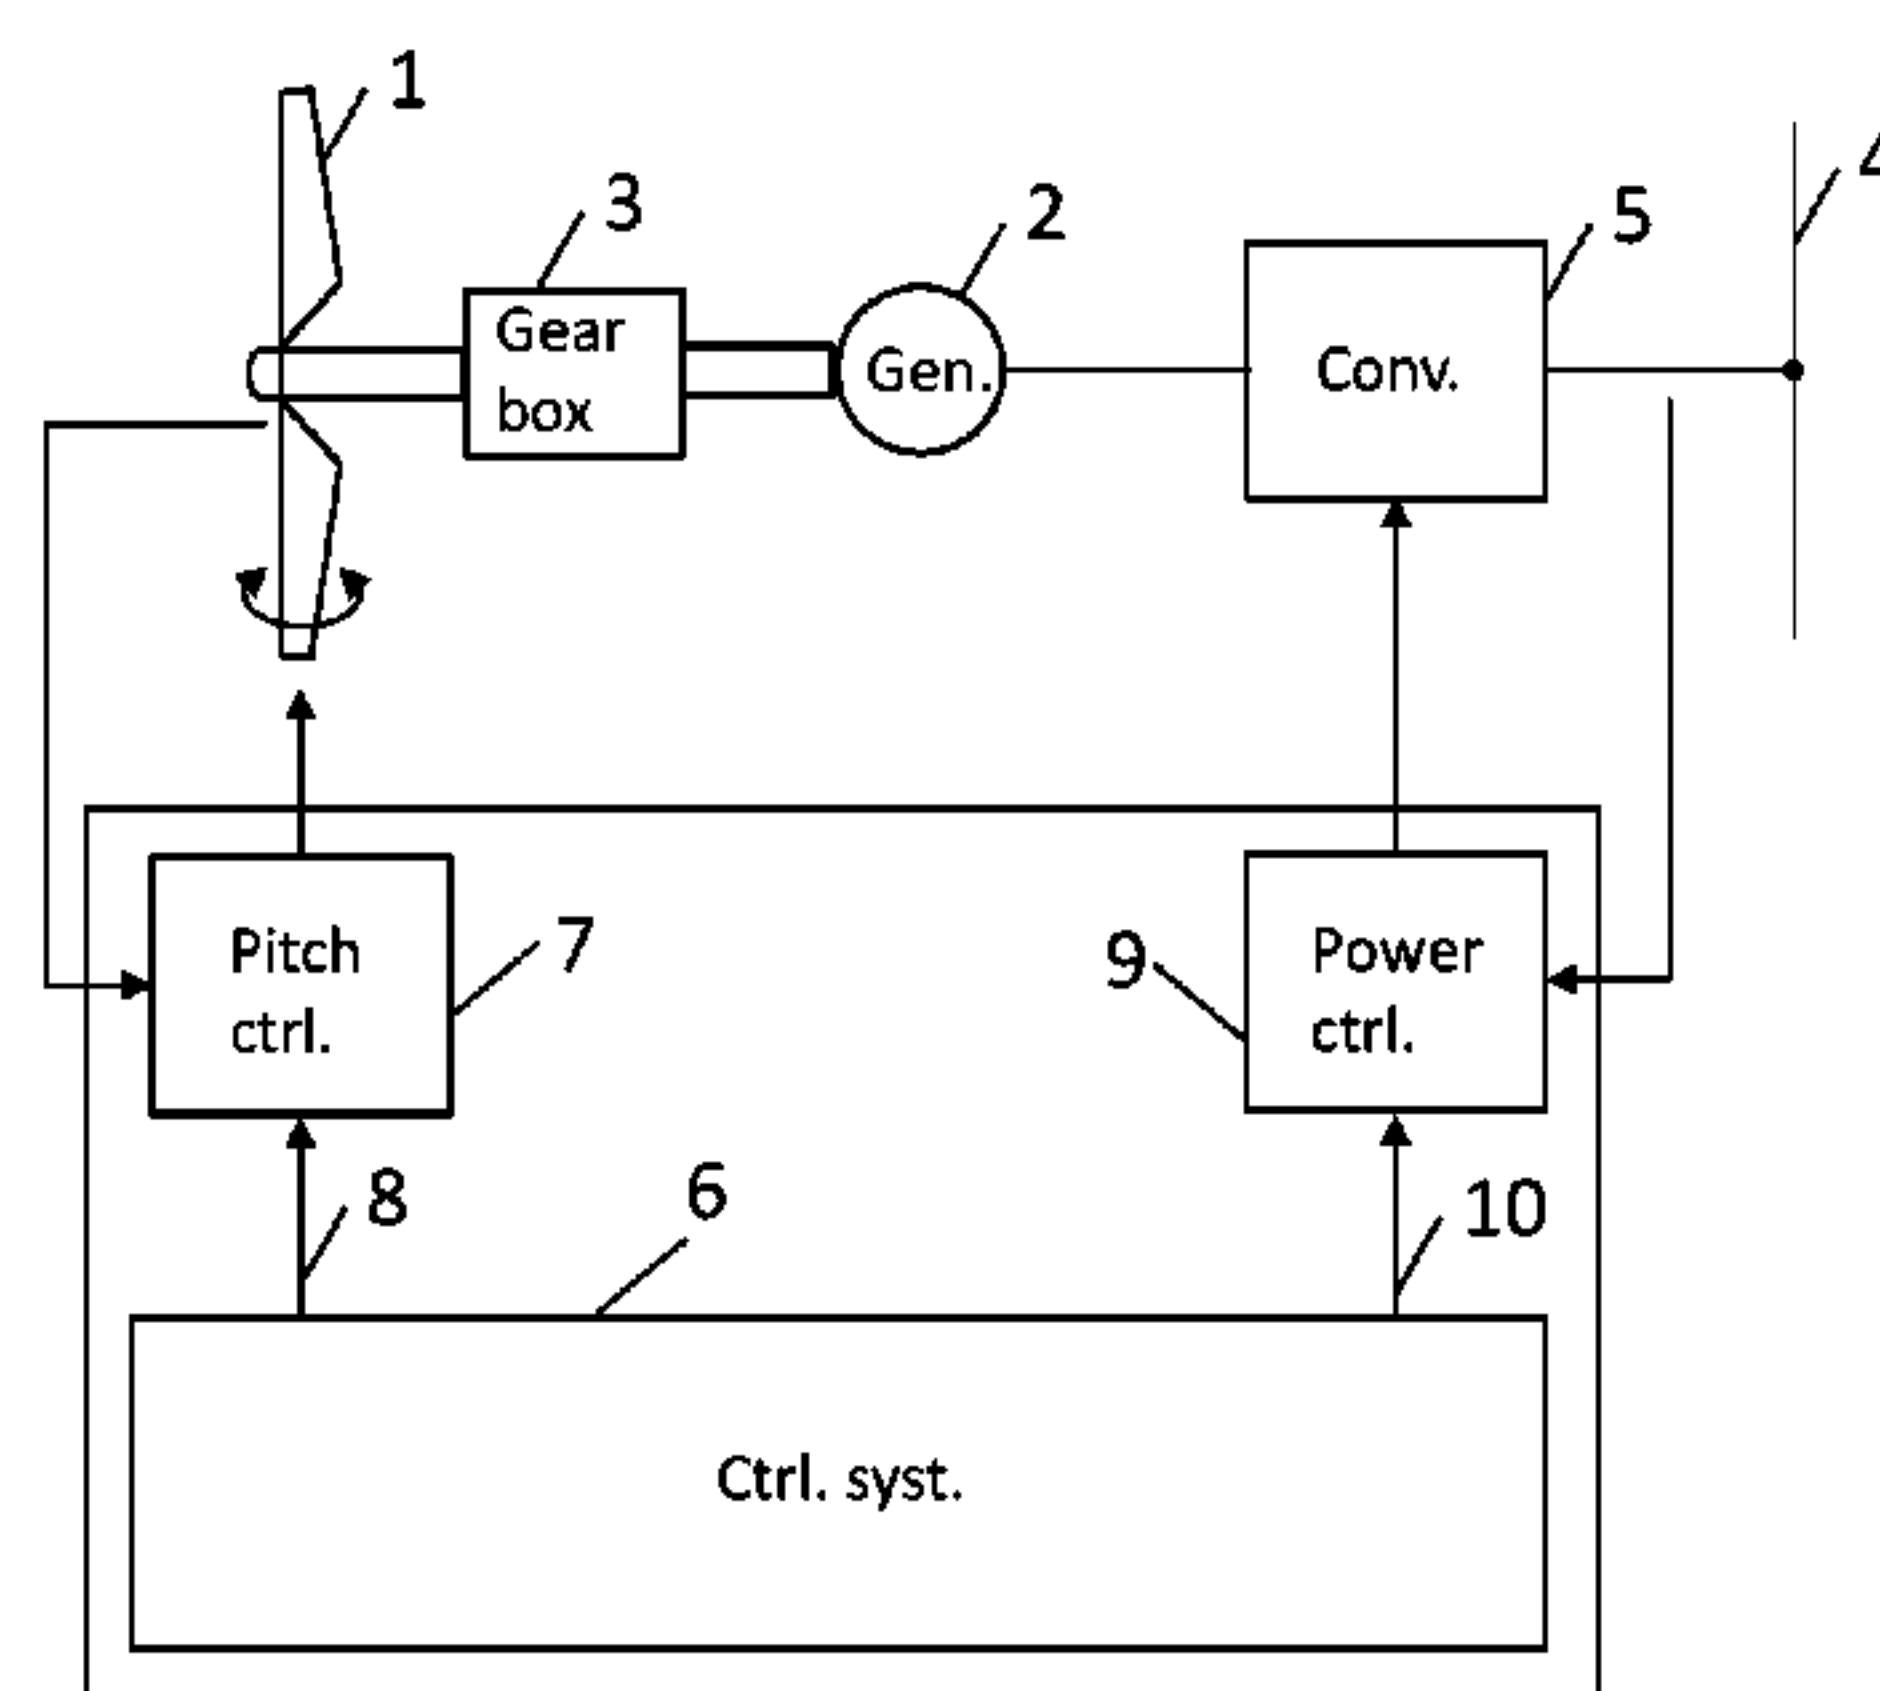 1
3
2
5
4
Gear
box
Gen.
Conv.
Pitch
ctrl.
7
9
Power
ctrl.
8
6
10
Ctrl. syst.